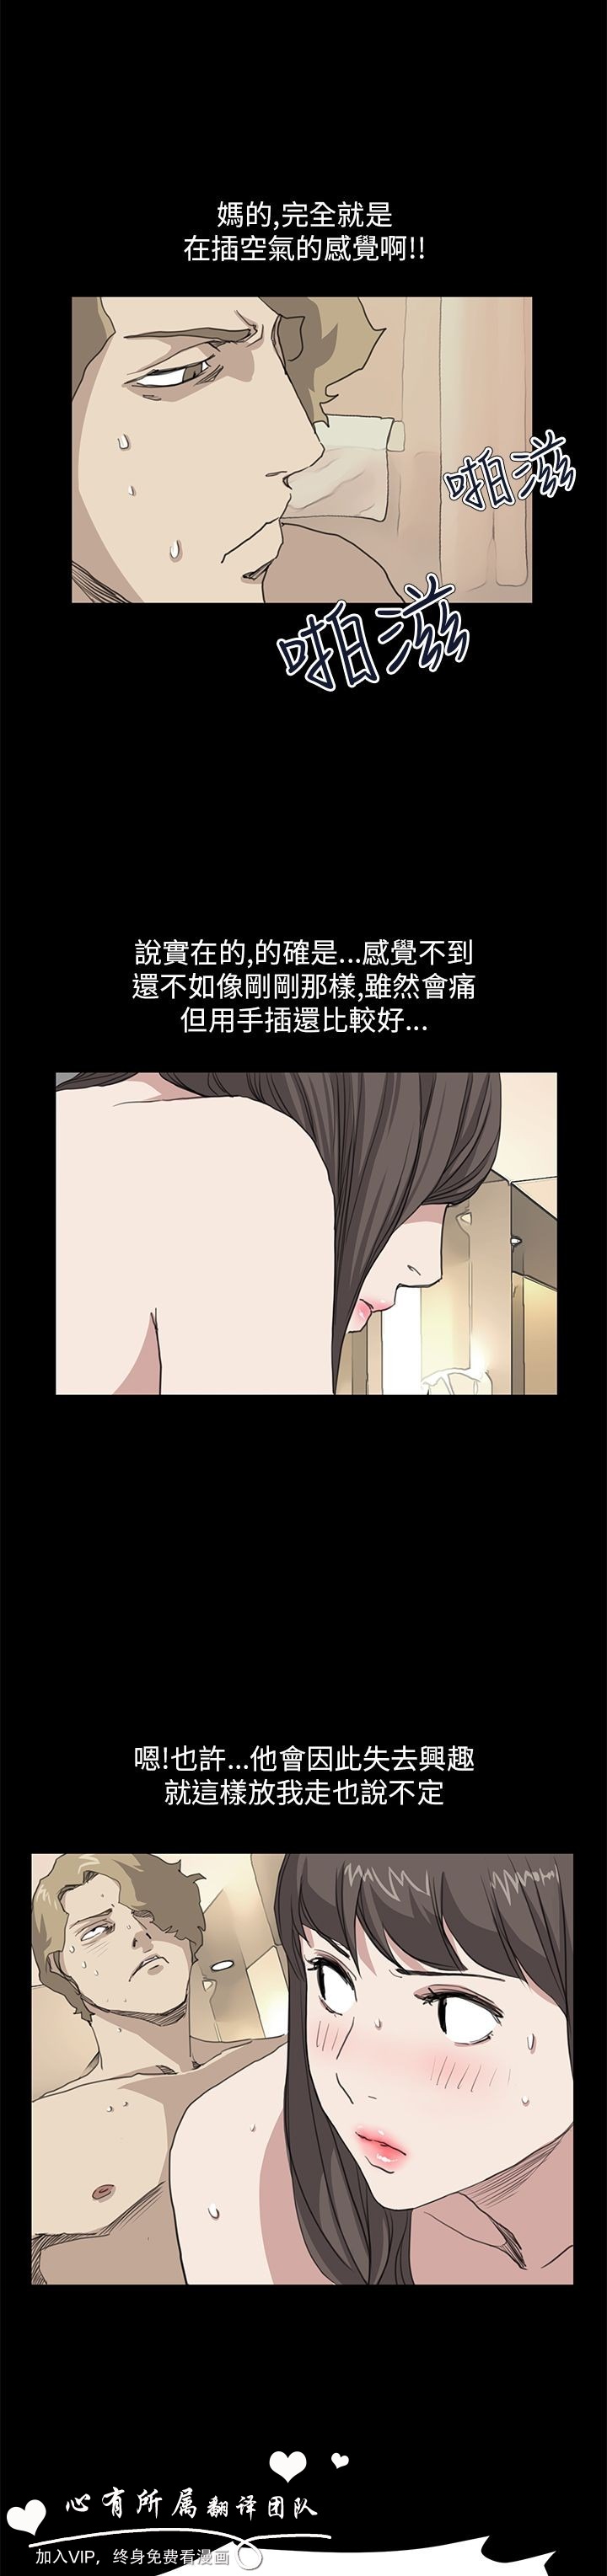 媽的,完全就是
在插空氣的感覺啊!!
啪滋
啪滋
說實在的,的確是...感覺不到
還不如像剛剛那樣,雖然會痛
但用手插還比較好...
嗯!也許...他會因此失去興趣
就這樣放我走也說不定
心有所属翻译团队
加入VIP，终身免费看漫画